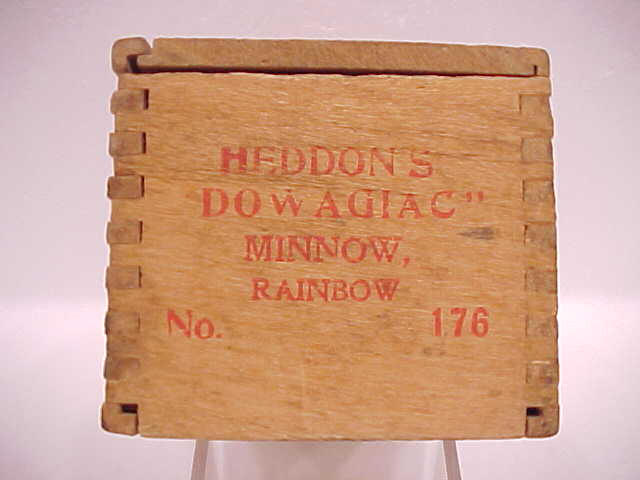 HEDDON'S
DOWAGIAC"
MINNOW,
RAINBOW
No. 176